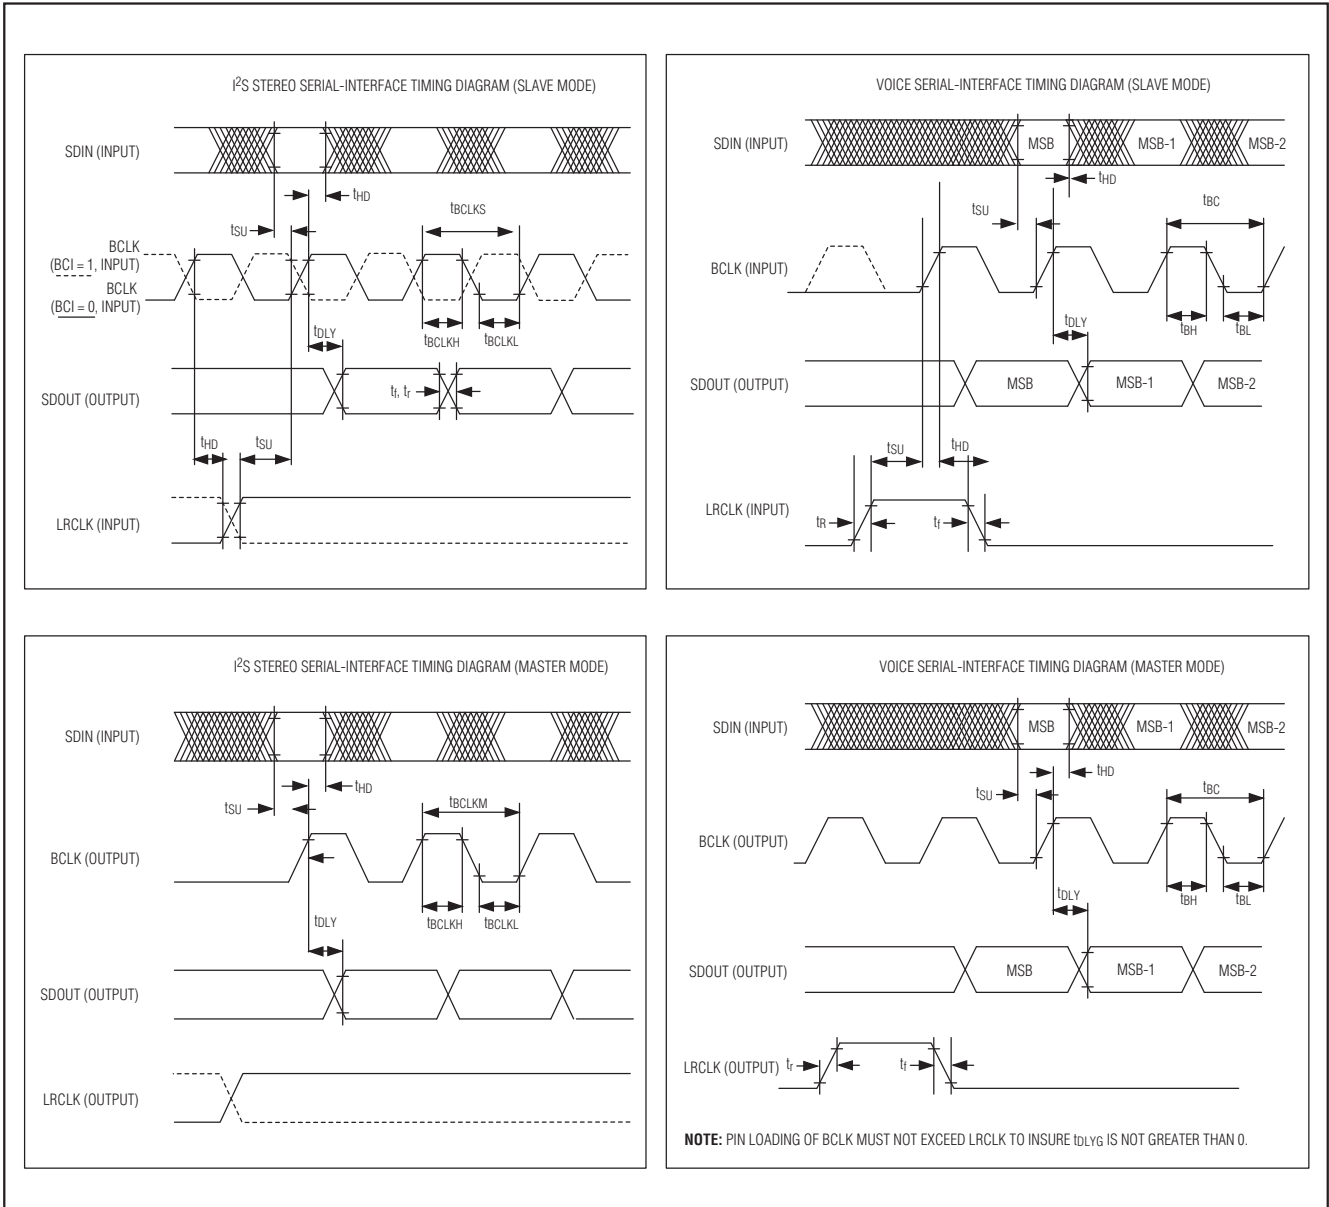 I²S STEREO SERIAL-INTERFACE TIMING DIAGRAM (SLAVE MODE)
SDIN (INPUT)
tHD
tSU
tBCLKS
BCLK
(BCI = 1, INPUT)
BCLK
(BCI = 0, INPUT)
tDLY
tBCLKH
tBCLKL
SDOUT (OUTPUT)
tf, tr
tHD
tSU
LRCLK (INPUT)
VOICE SERIAL-INTERFACE TIMING DIAGRAM (SLAVE MODE)
SDIN (INPUT)
MSB
MSB-1
MSB-2
tHD
tSU
tBC
BCLK (INPUT)
tDLY
tBH
tBL
SDOUT (OUTPUT)
MSB
MSB-1
MSB-2
tSU
tHD
LRCLK (INPUT)
tR
tf
I²S STEREO SERIAL-INTERFACE TIMING DIAGRAM (MASTER MODE)
SDIN (INPUT)
tHD
tSU
tBCLKM
BCLK (OUTPUT)
tDLY
tBCLKH
tBCLKL
SDOUT (OUTPUT)
LRCLK (OUTPUT)
VOICE SERIAL-INTERFACE TIMING DIAGRAM (MASTER MODE)
SDIN (INPUT)
MSB
MSB-1
MSB-2
tHD
tSU
tBC
BCLK (OUTPUT)
tDLY
tBH
tBL
SDOUT (OUTPUT)
MSB
MSB-1
MSB-2
LRCLK (OUTPUT)
tr
tf
NOTE: PIN LOADING OF BCLK MUST NOT EXCEED LRCLK TO INSURE tDLYG IS NOT GREATER THAN 0.